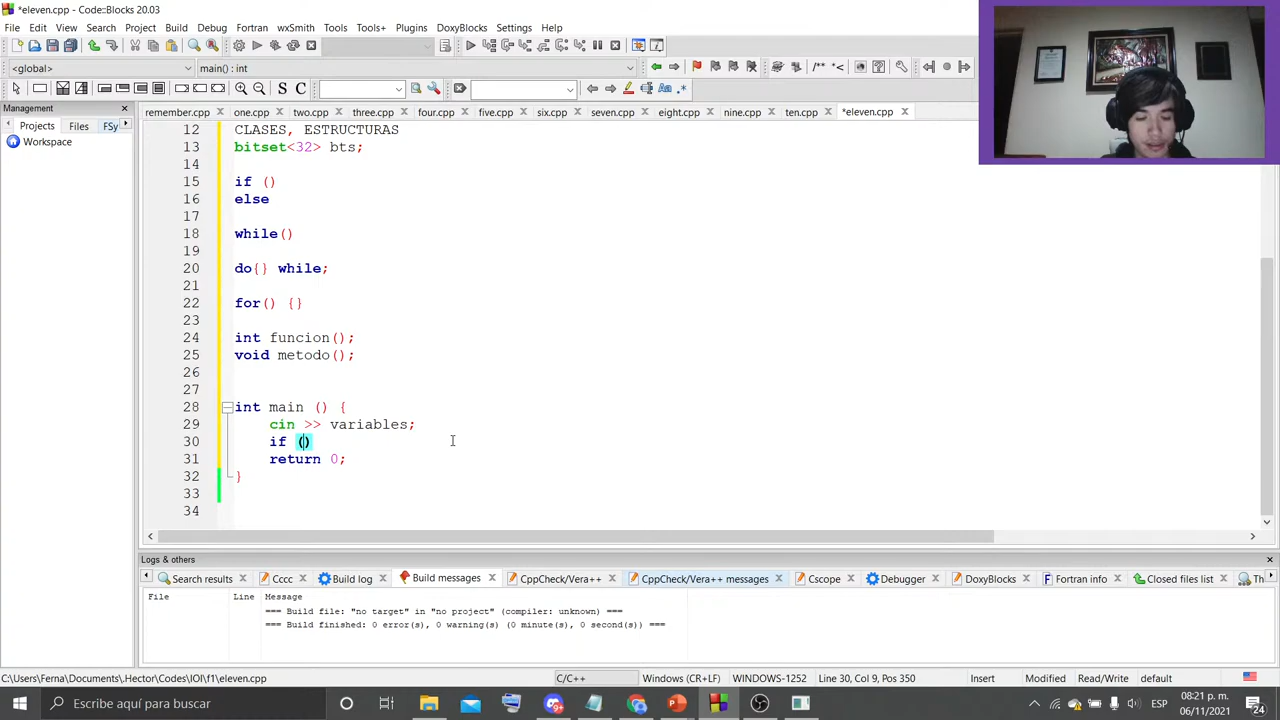 *eleven.cpp - Code::Blocks 20.03
File Edit View Search Project Build Debug Fortran wxSmith Tools Tools+ Plugins DoxyBlocks Settings Help
<global> main() : int
/** *<
S C Aa .*
Management
Projects Files FSy
Workspace
remember.cpp one.cpp two.cpp three.cpp four.cpp five.cpp six.cpp seven.cpp eight.cpp nine.cpp ten.cpp *eleven.cpp
12 CLASES, ESTRUCTURAS
13 bitset<32> bts;
14
15 if ()
16 else
17
18 while()
19
20 do{} while;
21
22 for() {}
23
24 int funcion();
25 void metodo();
26
27
28 int main () {
29 cin >> variables;
30 if ()
31 return 0;
32 }
33
34
Logs & others
Search results Cccc Build log Build messages CppCheck/Vera++ CppCheck/Vera++ messages Cscope Debugger DoxyBlocks Fortran info Closed files list Th
File Line Message
=== Build file: "no target" in "no project" (compiler: unknown) ===
=== Build finished: 0 error(s), 0 warning(s) (0 minute(s), 0 second(s)) ===
C:\Users\Ferna\Documents\.Hector\Codes\IOI\f1\eleven.cpp C/C++ Windows (CR+LF) WINDOWS-1252 Line 30, Col 9, Pos 350 Insert Modified Read/Write default
Escribe aquí para buscar
ESP
08:21 p. m.
06/11/2021
24